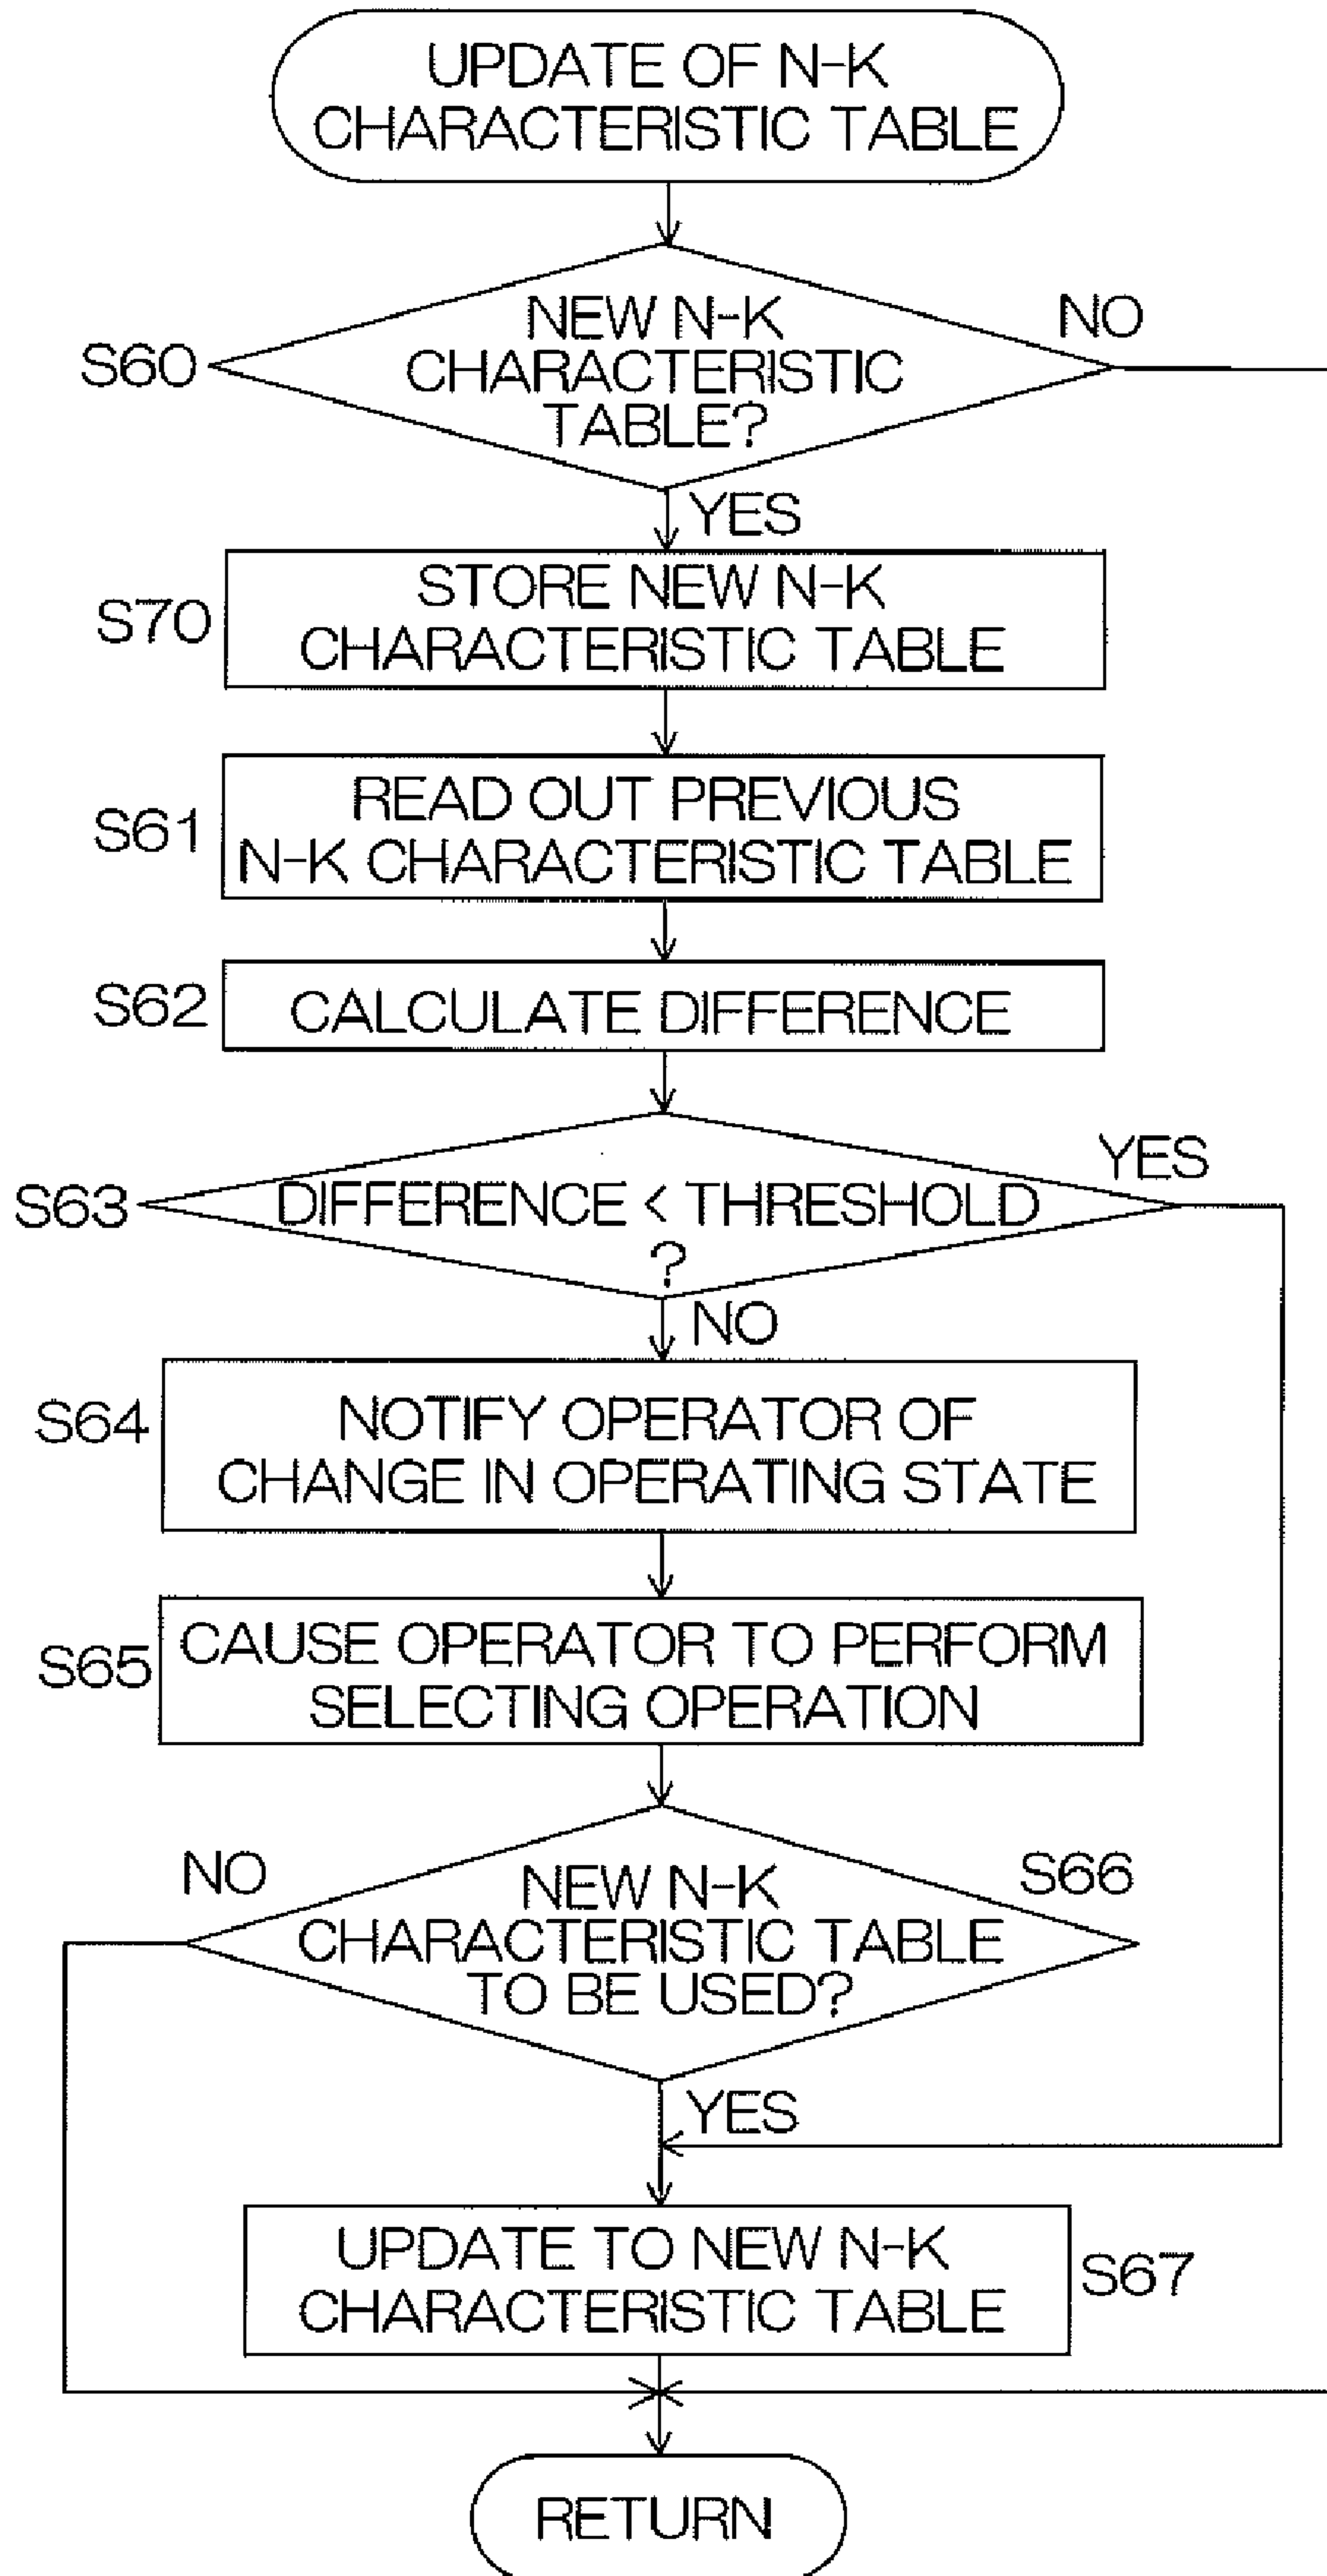 UPDATE OF N-K
CHARACTERISTIC TABLE
NEW N-K
CHARACTERISTIC
TABLE?
NO
S60
YES
STORE NEW N-K
CHARACTERISTIC TABLE
S70
READ OUT PREVIOUS
N-K CHARACTERISTIC TABLE
S61
S62
CALCULATE DIFFERENCE
YES
S63
DIFFERENCE < THRESHOLD
?
NO
S64
NOTIFY OPERATOR OF
CHANGE IN OPERATING STATE
S65
CAUSE OPERATOR TO PERFORM
SELECTING OPERATION
NO
S66
NEW N-K
CHARACTERISTIC TABLE
TO BE USED?
YES
UPDATE TO NEW N-K
CHARACTERISTIC TABLE
S67
RETURN